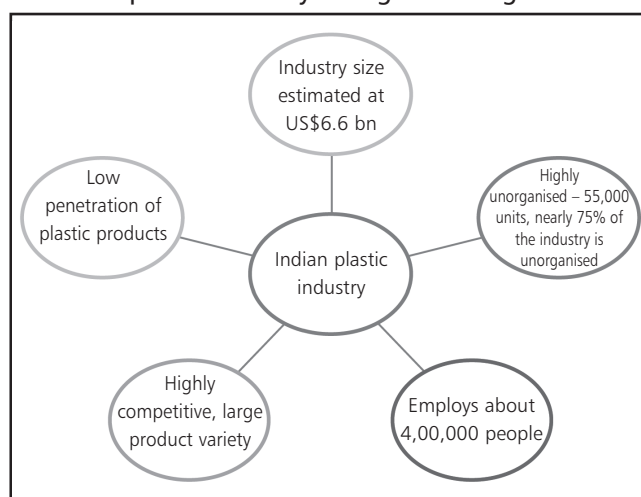 Industry size
estimated at
US$6.6 bn
Low
penetration of
plastic products
Highly
unorganised – 55,000
units, nearly 75% of
the industry is
unorganised
Indian plastic
industry
Highly
competitive, large
product variety
Employs about
4,00,000 people